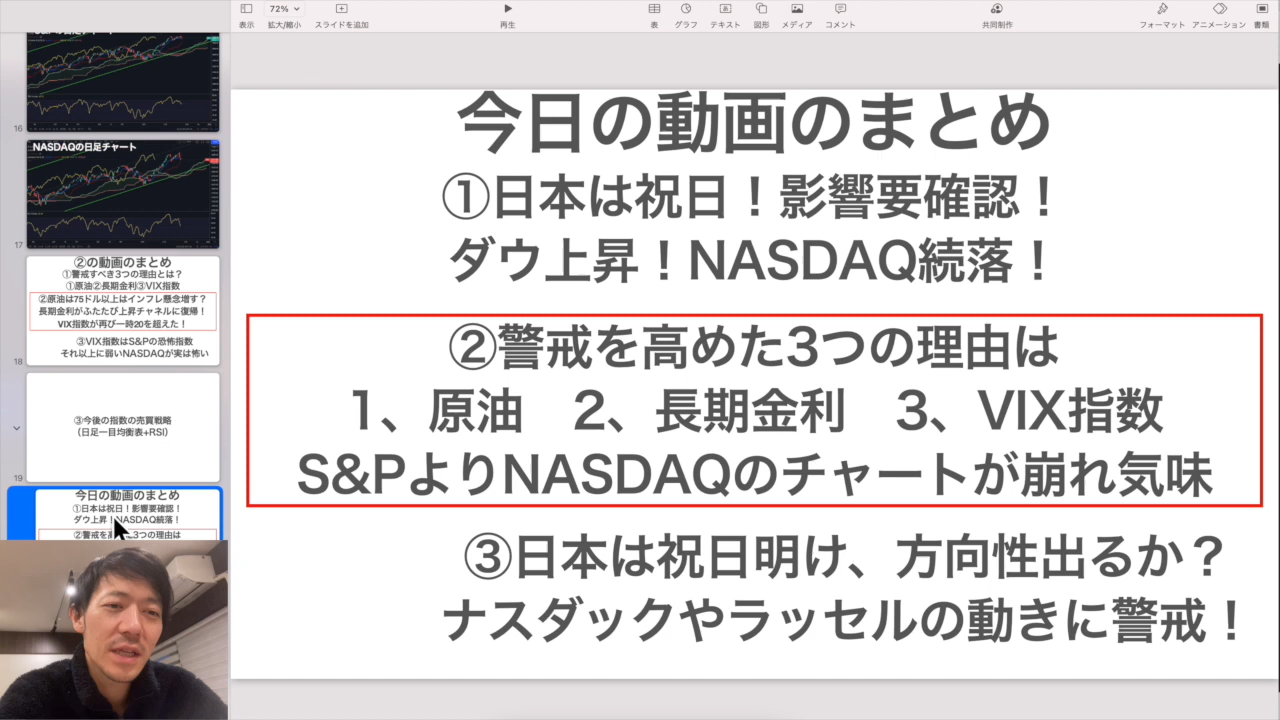 表示
72%
拡大/縮小
スライドを追加
再生
表
グラフ
テキスト
図形
メディア
コメント
共同制作
フォーマット
アニメーション
書類
16
NASDAQの日足チャート
17
②の動画のまとめ
①警戒すべき3つの理由とは？
①原油②長期金利③VIX指数
②原油は75ドル以上はインフレ懸念増す？
長期金利がふたたび上昇チャネルに復帰！
VIX指数が再び一時20を超えた！
③VIX指数はS&Pの恐怖指数
それ以上に弱いNASDAQが実は怖い
18
③今後の指数の売買戦略
（日足一目均衡表+RSI）
19
今日の動画のまとめ
①日本は祝日！影響要確認！
ダウ上昇！NASDAQ続落！
今日の動画のまとめ
①日本は祝日！影響要確認！
ダウ上昇！NASDAQ続落！
②警戒を高めた3つの理由は
1、原油　2、長期金利　3、VIX指数
S&PよりNASDAQのチャートが崩れ気味
③日本は祝日明け、方向性出るか？
ナスダックやラッセルの動きに警戒！